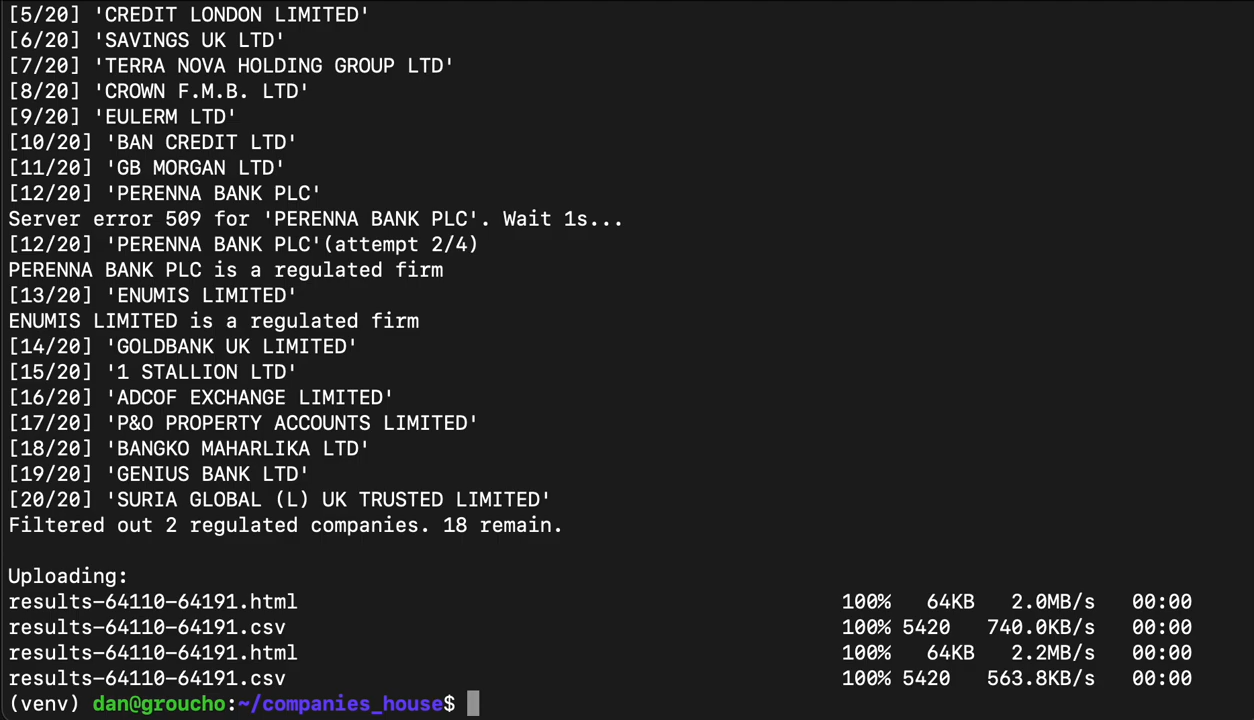 [5/20] 'CREDIT LONDON LIMITED'
[6/20] 'SAVINGS UK LTD'
[7/20] 'TERRA NOVA HOLDING GROUP LTD'
[8/20] 'CROWN F.M.B. LTD'
[9/20] 'EULERM LTD'
[10/20] 'BAN CREDIT LTD'
[11/20] 'GB MORGAN LTD'
[12/20] 'PERENNA BANK PLC'
Server error 509 for 'PERENNA BANK PLC'. Wait 1s...
[12/20] 'PERENNA BANK PLC'(attempt 2/4)
PERENNA BANK PLC is a regulated firm
[13/20] 'ENUMIS LIMITED'
ENUMIS LIMITED is a regulated firm
[14/20] 'GOLDBANK UK LIMITED'
[15/20] '1 STALLION LTD'
[16/20] 'ADCOF EXCHANGE LIMITED'
[17/20] 'P&O PROPERTY ACCOUNTS LIMITED'
[18/20] 'BANGKO MAHARLIKA LTD'
[19/20] 'GENIUS BANK LTD'
[20/20] 'SURIA GLOBAL (L) UK TRUSTED LIMITED'
Filtered out 2 regulated companies. 18 remain.
Uploading:
results-64110-64191.html 100% 64KB 2.0MB/s 00:00
results-64110-64191.csv 100% 5420 740.0KB/s 00:00
results-64110-64191.html 100% 64KB 2.2MB/s 00:00
results-64110-64191.csv 100% 5420 563.8KB/s 00:00
(venv) dan@groucho:~/companies_house$